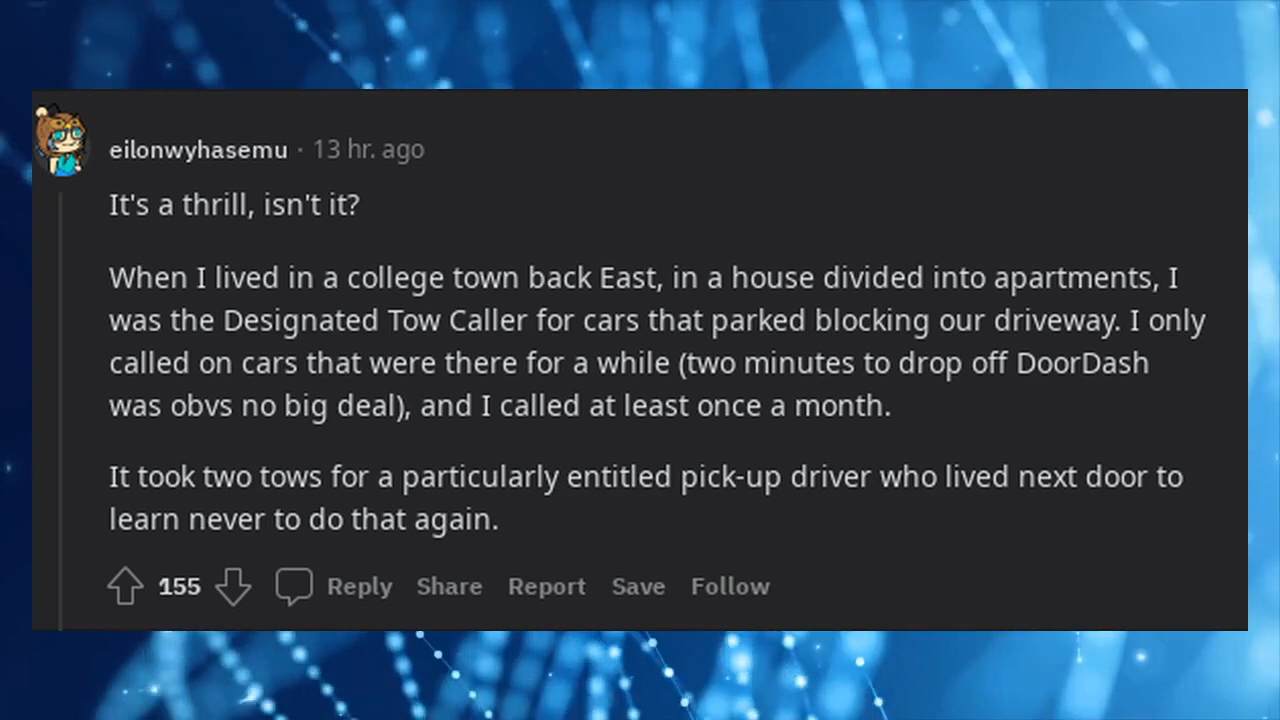 eilonwyhasemu · 13 hr. ago
It's a thrill, isn't it?
When I lived in a college town back East, in a house divided into apartments, I
was the Designated Tow Caller for cars that parked blocking our driveway. I only
called on cars that were there for a while (two minutes to drop off DoorDash
was obvs no big deal), and I called at least once a month.
It took two tows for a particularly entitled pick-up driver who lived next door to
learn never to do that again.
155 Reply Share Report Save Follow